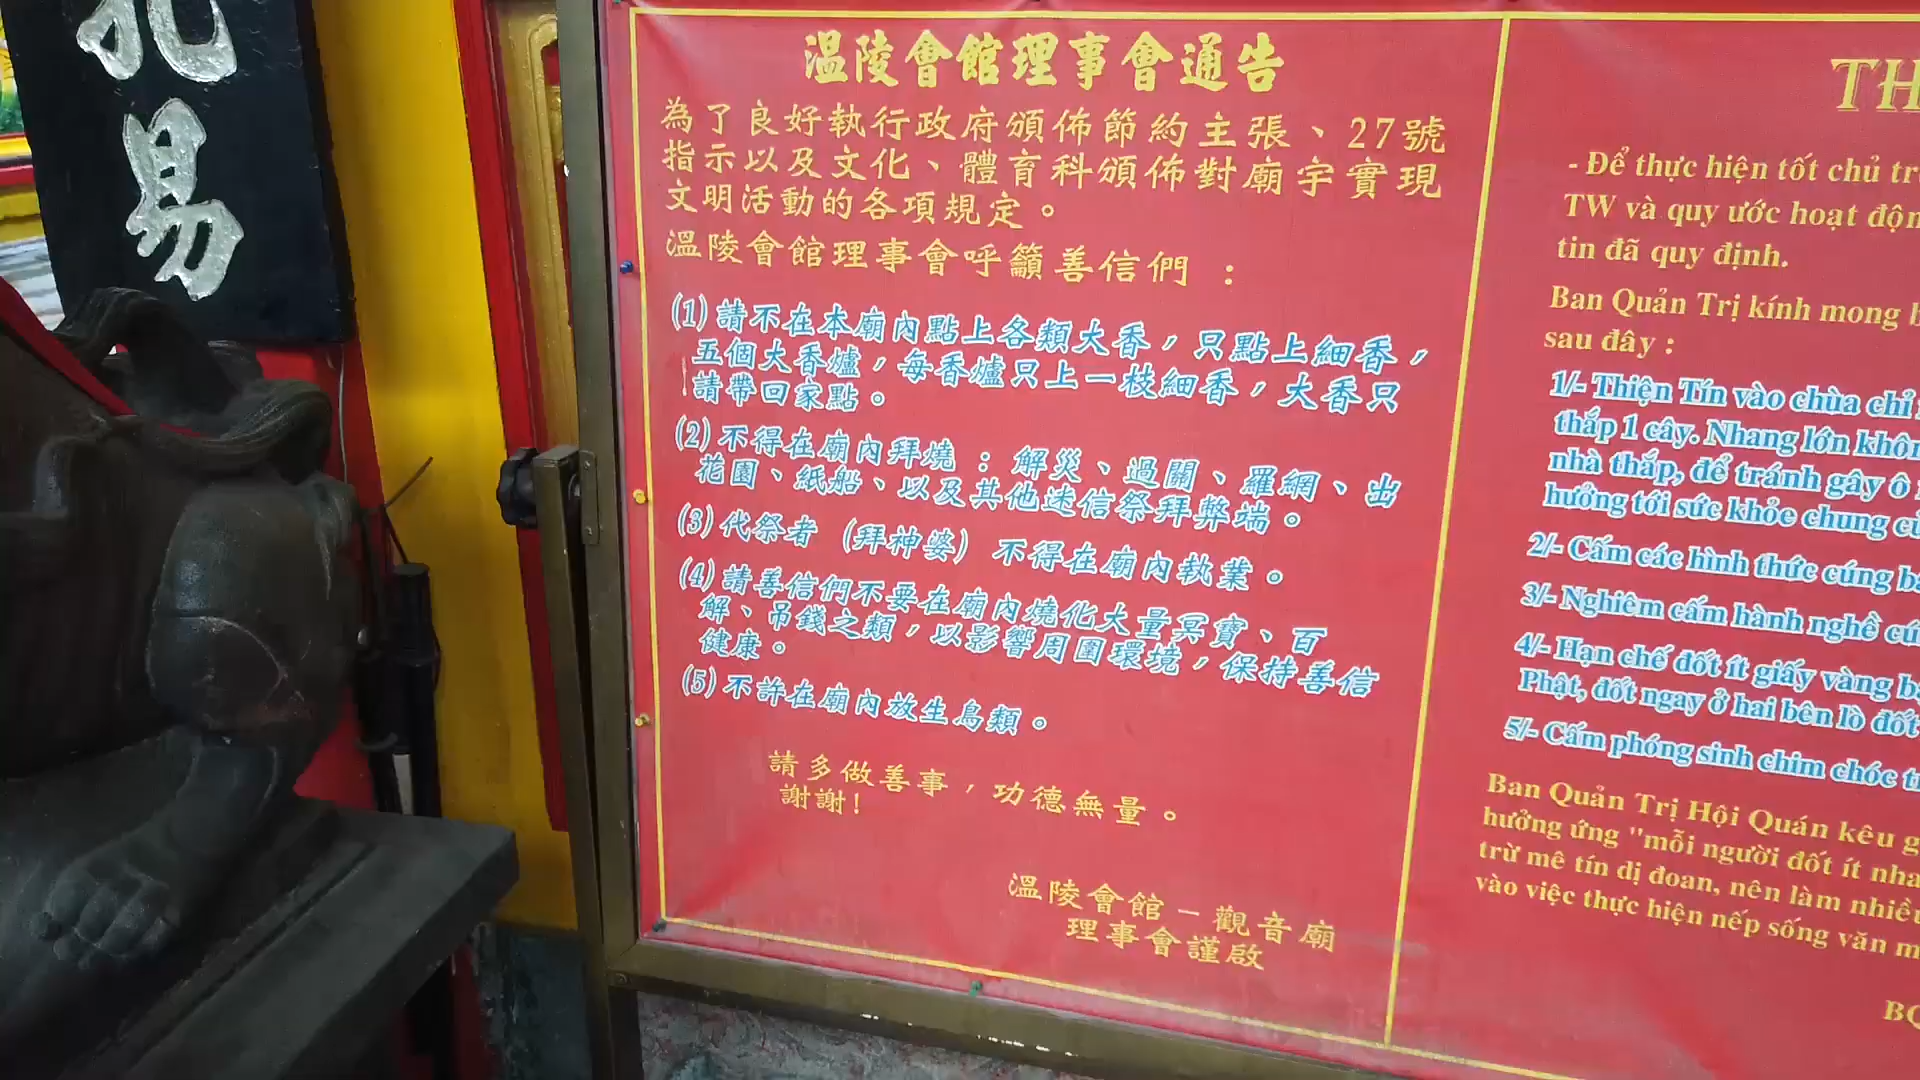 易
溫陵會館理事會通告
為了良好執行政府頒佈節約主張、27號
指示以及文化、體育科頒佈對廟宇實現
文明活動的各項規定。
溫陵會館理事會呼籲善信們：
(1) 請不在本廟內點上各類大香，只點上細香，
五個大香爐，每香爐只上一枝細香，大香只
請帶回家點。
(2) 不得在廟內拜燒：解災、過關、羅網、出
花園、紙船、以及其他迷信祭拜弊端。
(3) 代祭者（拜神婆）不得在廟內執業。
(4) 請善信們不要在廟內燒化大量冥寶、百
解、吊錢之類，以影響周圍環境，保持善信
健康。
(5) 不許在廟內放生鳥類。
請多做善事，功德無量。
謝謝！
溫陵會館－觀音廟
理事會謹啟
TH
- Để thực hiện tốt chủ
TW và quy ước hoạt
tin đã quy định.
Ban Quản Trị kính mong
sau đây :
1/- Thiện Tín vào chùa chỉ
thắp 1 cây. Nhang lớn
nhà thắp, để tránh gây ô
hưởng tới sức khỏe chung
2/- Cấm các hình thức cúng
3/- Nghiêm cấm hành nghề
4/- Hạn chế đốt ít giấy vàng
Phật, đốt ngay ở hai bên lò đốt
5/- Cấm phóng sinh chim chóc
Ban Quản Trị Hội Quán kêu
hưởng ứng "mỗi người đốt ít
trừ mê tín dị đoan, nên làm
vào việc thực hiện nếp sống văn